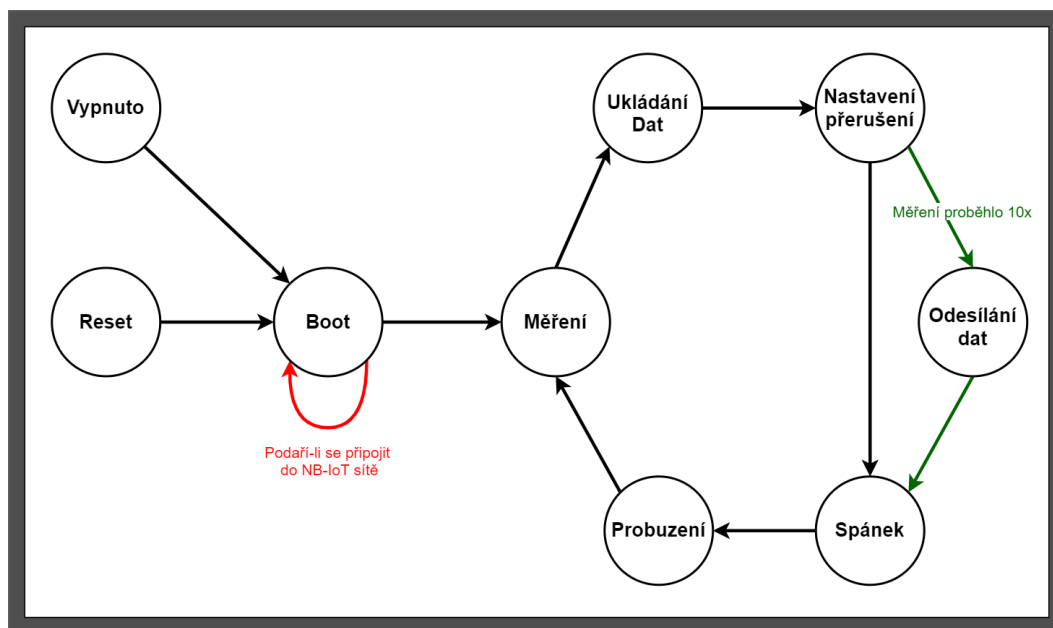 Vypnuto
Ukládání
Dat
Nastavení
přerušení
Měření proběhlo 10x
Reset
Boot
Měření
Odesílání
dat
Podaří-li se připojit
do NB-IoT sítě
Probuzení
Spánek